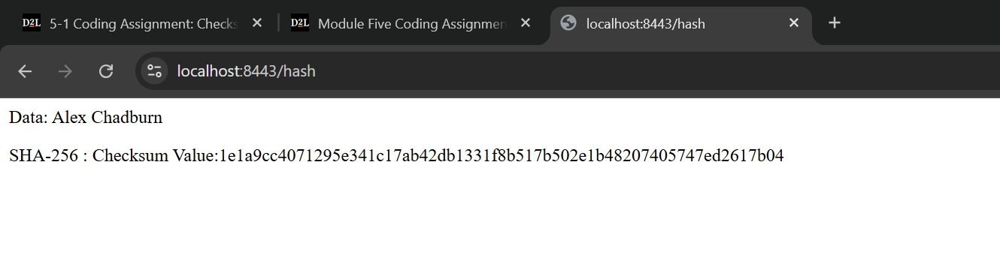 D2L 5-1 Coding Assignment: Checks D2L Module Five Coding Assignmen localhost:8443/hash
localhost:8443/hash
Data: Alex Chadburn
SHA-256 : Checksum Value:1e1a9cc4071295e341c17ab42db1331f8b517b502e1b48207405747ed2617b04